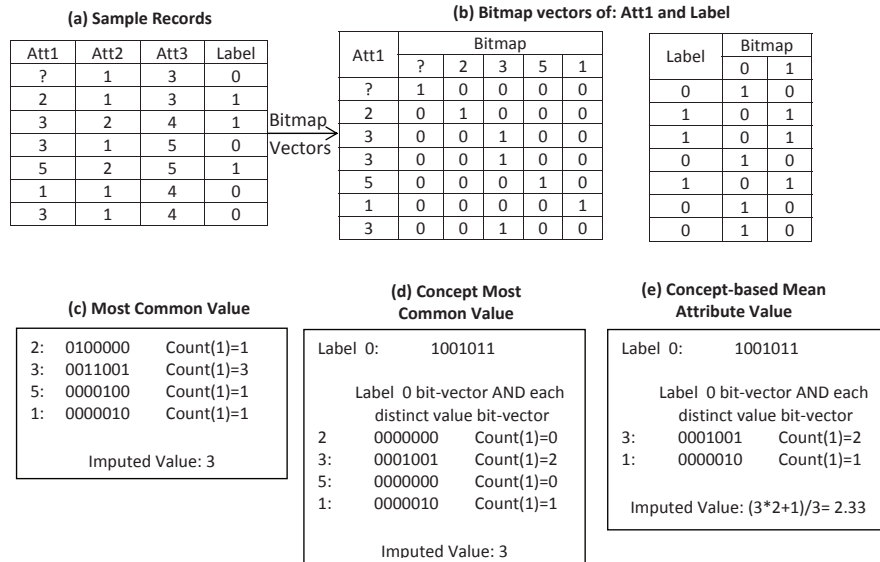 (a) Sample Records
Att1 Att2 Att3 Label
? 1 3 0
2 1 3 1
3 2 4 1
3 1 5 0
5 2 5 1
1 1 4 0
3 1 4 0
Bitmap
Vectors
(b) Bitmap vectors of: Att1 and Label
Att1 Bitmap
? 2 3 5 1
? 1 0 0 0 0
2 0 1 0 0 0
3 0 0 1 0 0
3 0 0 1 0 0
5 0 0 0 1 0
1 0 0 0 0 1
3 0 0 1 0 0
Label Bitmap
0 1
0 1 0
1 0 1
1 0 1
0 1 0
1 0 1
0 1 0
0 1 0
(c) Most Common Value
2: 0100000 Count(1)=1
3: 0011001 Count(1)=3
5: 0000100 Count(1)=1
1: 0000010 Count(1)=1
Imputed Value: 3
(d) Concept Most
Common Value
Label 0: 1001011
Label 0 bit-vector AND each
distinct value bit-vector
2 0000000 Count(1)=0
3: 0001001 Count(1)=2
5: 0000000 Count(1)=0
1: 0000010 Count(1)=1
Imputed Value: 3
(e) Concept-based Mean
Attribute Value
Label 0: 1001011
Label 0 bit-vector AND each
distinct value bit-vector
3: 0001001 Count(1)=2
1: 0000010 Count(1)=1
Imputed Value: (3*2+1)/3= 2.33